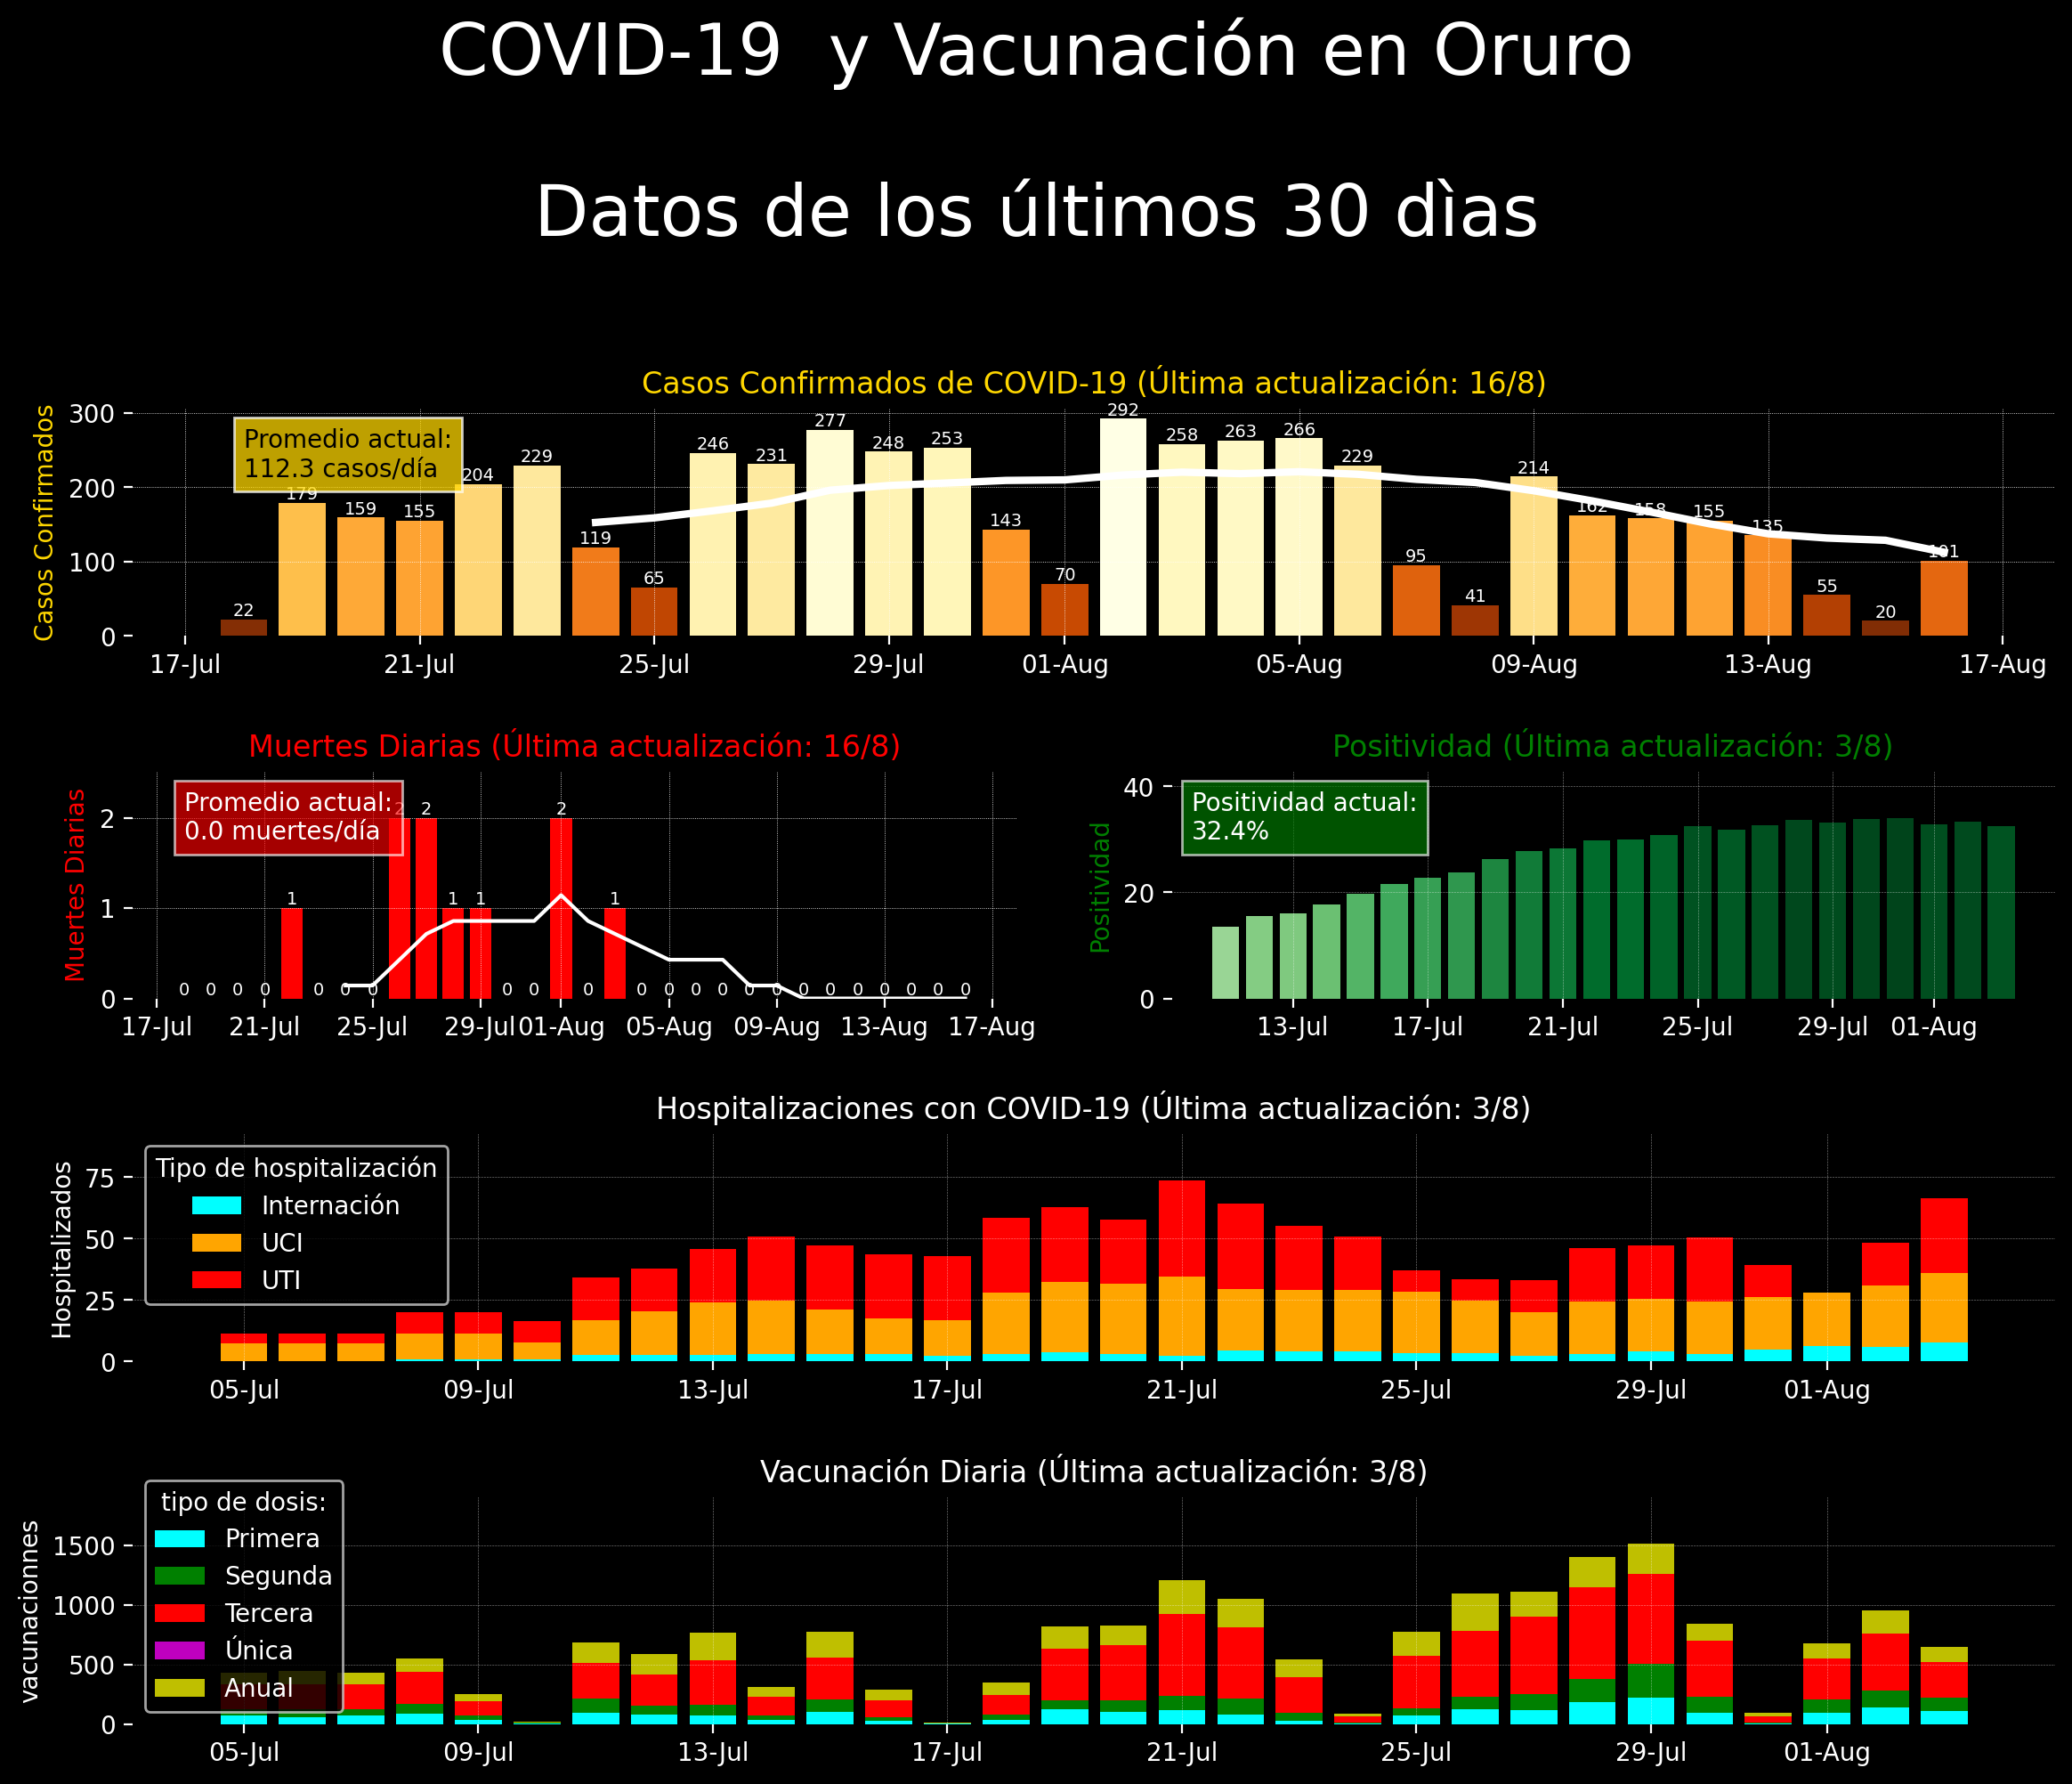 COVID-19  y Vacunación en Oruro
Datos de los últimos 30 dìas
Casos Confirmados de COVID-19 (Última actualización: 16/8)
Casos Confirmados
300
200
100
0
Promedio actual:
112.3 casos/día
22
179
159
155
204
229
119
65
246
231
277
248
253
143
70
292
258
263
266
229
95
41
214
162
158
155
135
55
20
101
17-Jul
21-Jul
25-Jul
29-Jul
01-Aug
05-Aug
09-Aug
13-Aug
17-Aug
Muertes Diarias (Última actualización: 16/8)
Muertes Diarias
2
1
0
Promedio actual:
0.0 muertes/día
0 0 0 0 1 0 0 0 2 2 1 1 0 0 2 0 1 0 0 0 0 0 0 0 0 0 0 0 0 0
17-Jul
21-Jul
25-Jul
29-Jul
01-Aug
05-Aug
09-Aug
13-Aug
17-Aug
Positividad (Última actualización: 3/8)
Positividad
40
20
0
Positividad actual:
32.4%
13-Jul
17-Jul
21-Jul
25-Jul
29-Jul
01-Aug
Hospitalizaciones con COVID-19 (Última actualización: 3/8)
Hospitalizados
75
50
25
0
Tipo de hospitalización
Internación
UCI
UTI
05-Jul
09-Jul
13-Jul
17-Jul
21-Jul
25-Jul
29-Jul
01-Aug
Vacunación Diaria (Última actualización: 3/8)
vacunacionnes
1500
1000
500
0
tipo de dosis:
Primera
Segunda
Tercera
Única
Anual
05-Jul
09-Jul
13-Jul
17-Jul
21-Jul
25-Jul
29-Jul
01-Aug